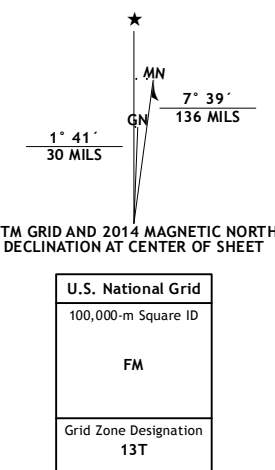 ★
MN
7° 39´
136 MILS
GN
1° 41´
30 MILS
TM GRID AND 2014 MAGNETIC NORTH
DECLINATION AT CENTER OF SHEET
U.S. National Grid
100,000-m Square ID
FM
Grid Zone Designation
13T